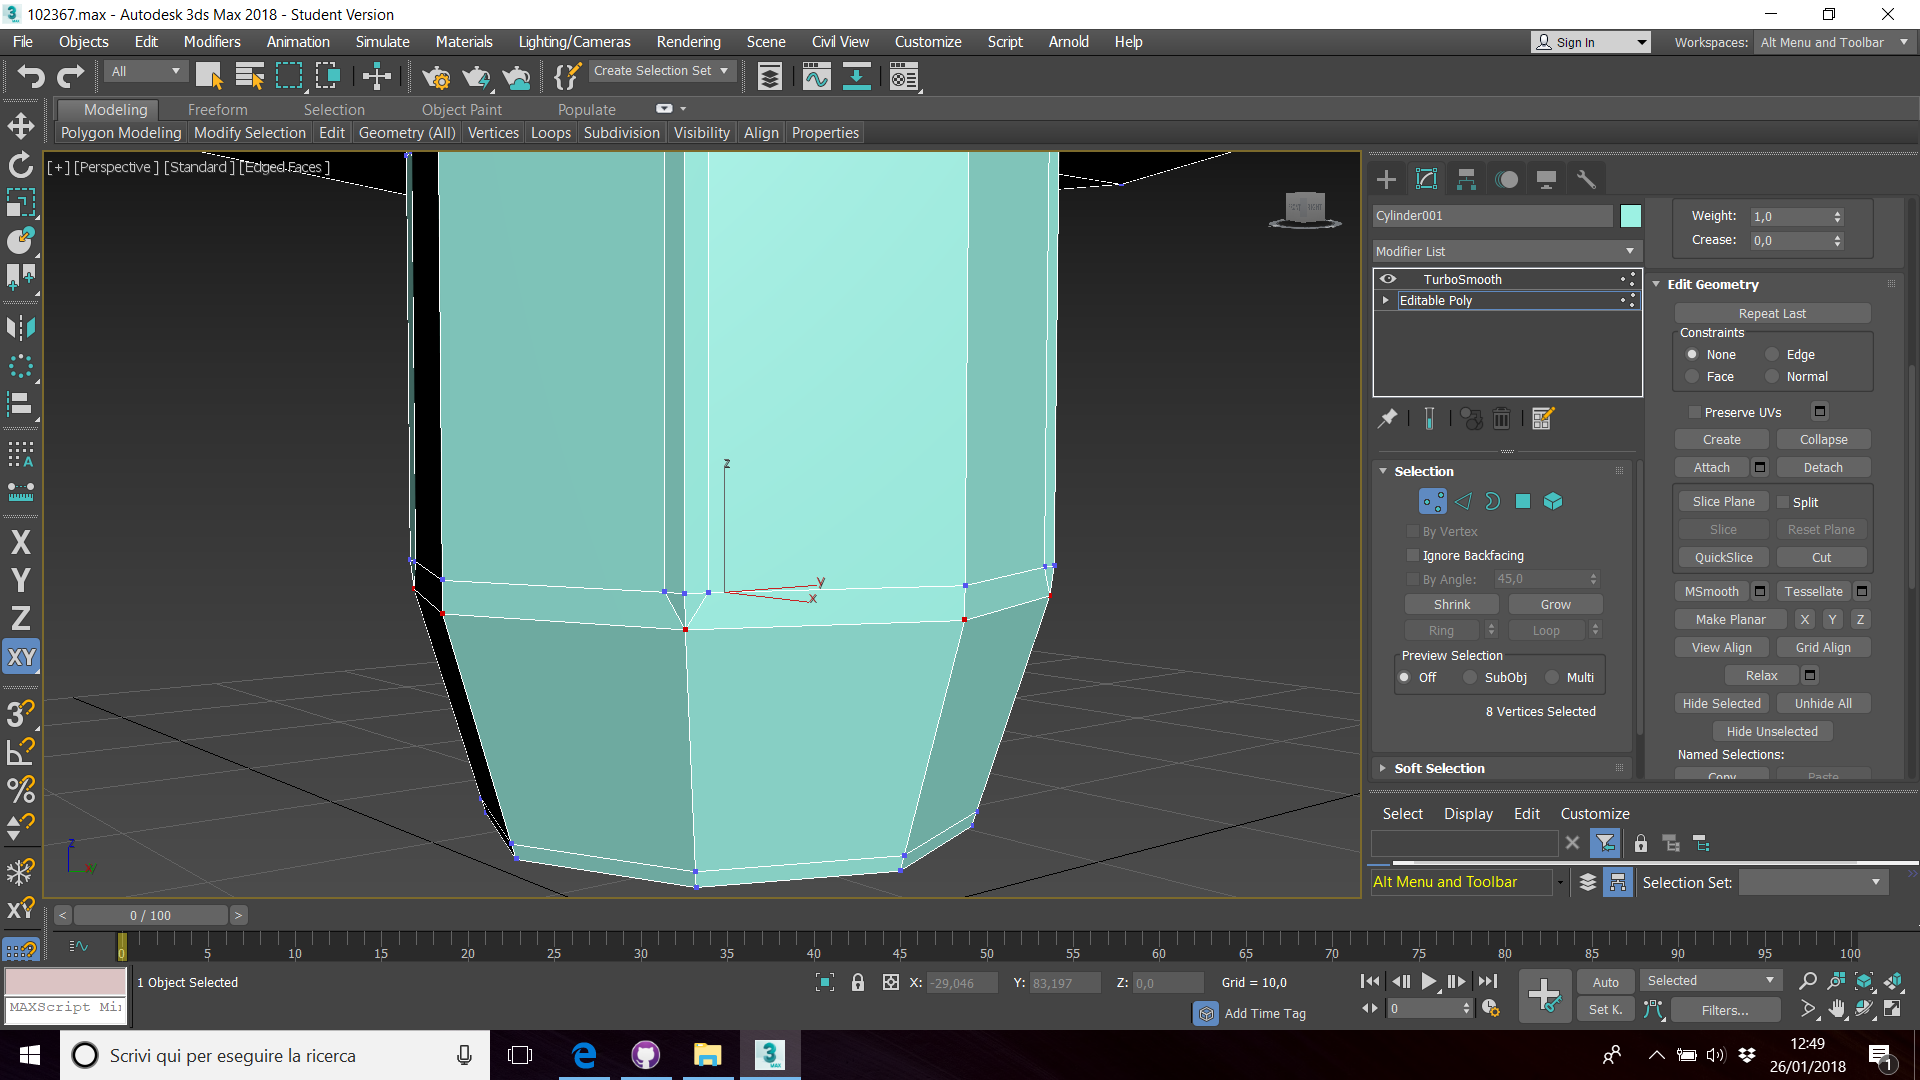 102367.max - Autodesk 3ds Max 2018 - Student Version
File Objects Edit Modifiers Animation Simulate Materials Lighting/Cameras Rendering Scene Civil View Customize Script Arnold Help
Sign In Workspaces: Alt Menu and Toolbar
All Create Selection Set
Modeling Freeform Selection Object Paint Populate
Polygon Modeling Modify Selection Edit Geometry (All) Vertices Loops Subdivision Visibility Align Properties
[+] [Perspective ] [Standard ] [Edged Faces ]
z
y
x
z
y
X
Y
Z
XY
3
%
XY
Cylinder001
Modifier List
TurboSmooth
Editable Poly
Selection
By Vertex
Ignore Backfacing
By Angle: 45,0
Shrink Grow
Ring Loop
Preview Selection
Off SubObj Multi
8 Vertices Selected
Soft Selection
Weight: 1,0
Crease: 0,0
Edit Geometry
Repeat Last
Constraints
None Edge
Face Normal
Preserve UVs
Create Collapse
Attach Detach
Slice Plane Split
Slice Reset Plane
QuickSlice Cut
MSmooth Tessellate
Make Planar X Y Z
View Align Grid Align
Relax
Hide Selected Unhide All
Hide Unselected
Named Selections:
Copy Paste
Select Display Edit Customize
Alt Menu and Toolbar Selection Set:
< 0 / 100 >
0 5 10 15 20 25 30 35 40 45 50 55 60 65 70 75 80 85 90 95 100
1 Object Selected X: -29,046 Y: 83,197 Z: 0,0 Grid = 10,0
MAXScript Mi
Add Time Tag
0
Auto Selected
Set K. Filters...
Scrivi qui per eseguire la ricerca
3
MAX
12:49
26/01/2018
1